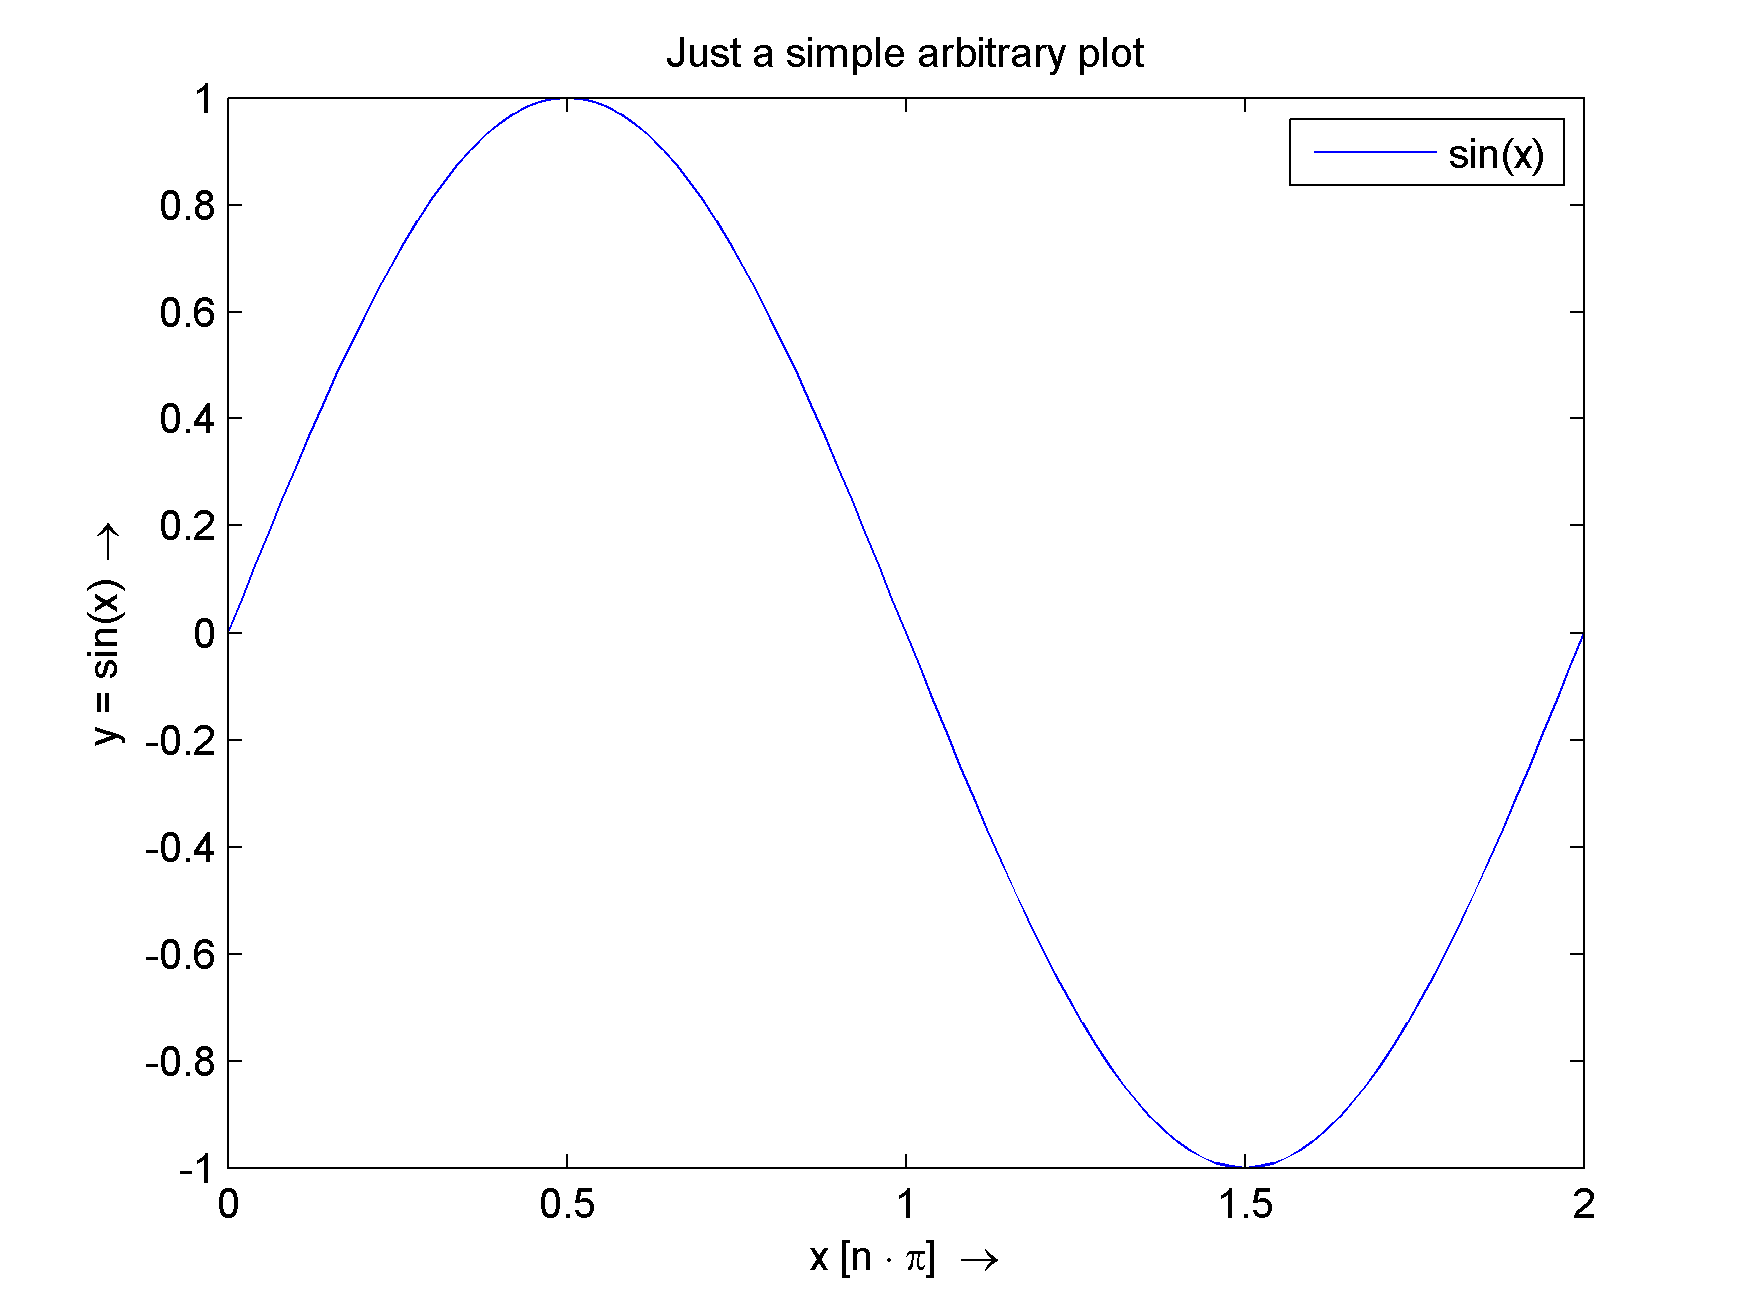 Just a simple arbitrary plot
sin(x)
1
0.8
0.6
0.4
0.2
0
-0.2
-0.4
-0.6
-0.8
-1
y = sin(x) →
0 0.5 1 1.5 2
x [n · π] →